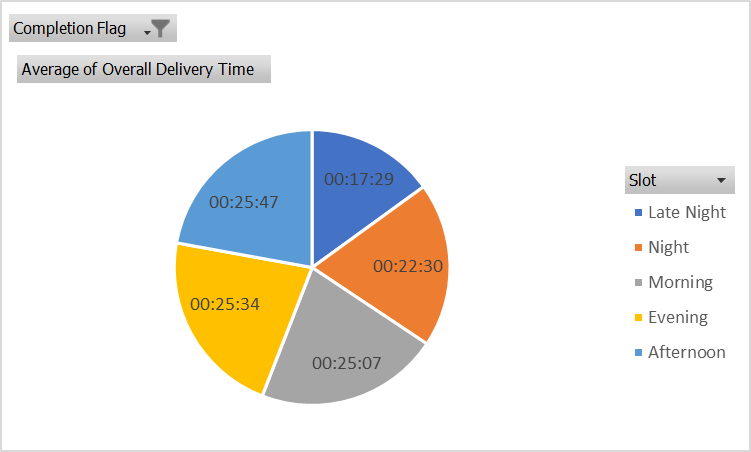 Completion Flag
Average of Overall Delivery Time
00:17:29
00:25:47
00:22:30
00:25:34
00:25:07
Slot
Late Night
Night
Morning
Evening
Afternoon